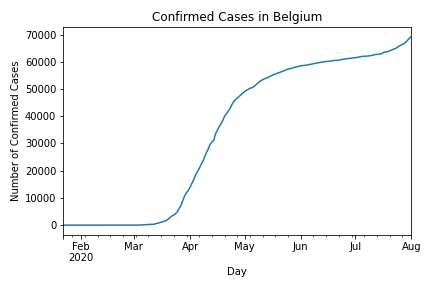 Confirmed Cases in Belgium
Number of Confirmed Cases
70000
60000
50000
40000
30000
20000
10000
0
Feb Mar Apr May Jun Jul Aug
2020
Day